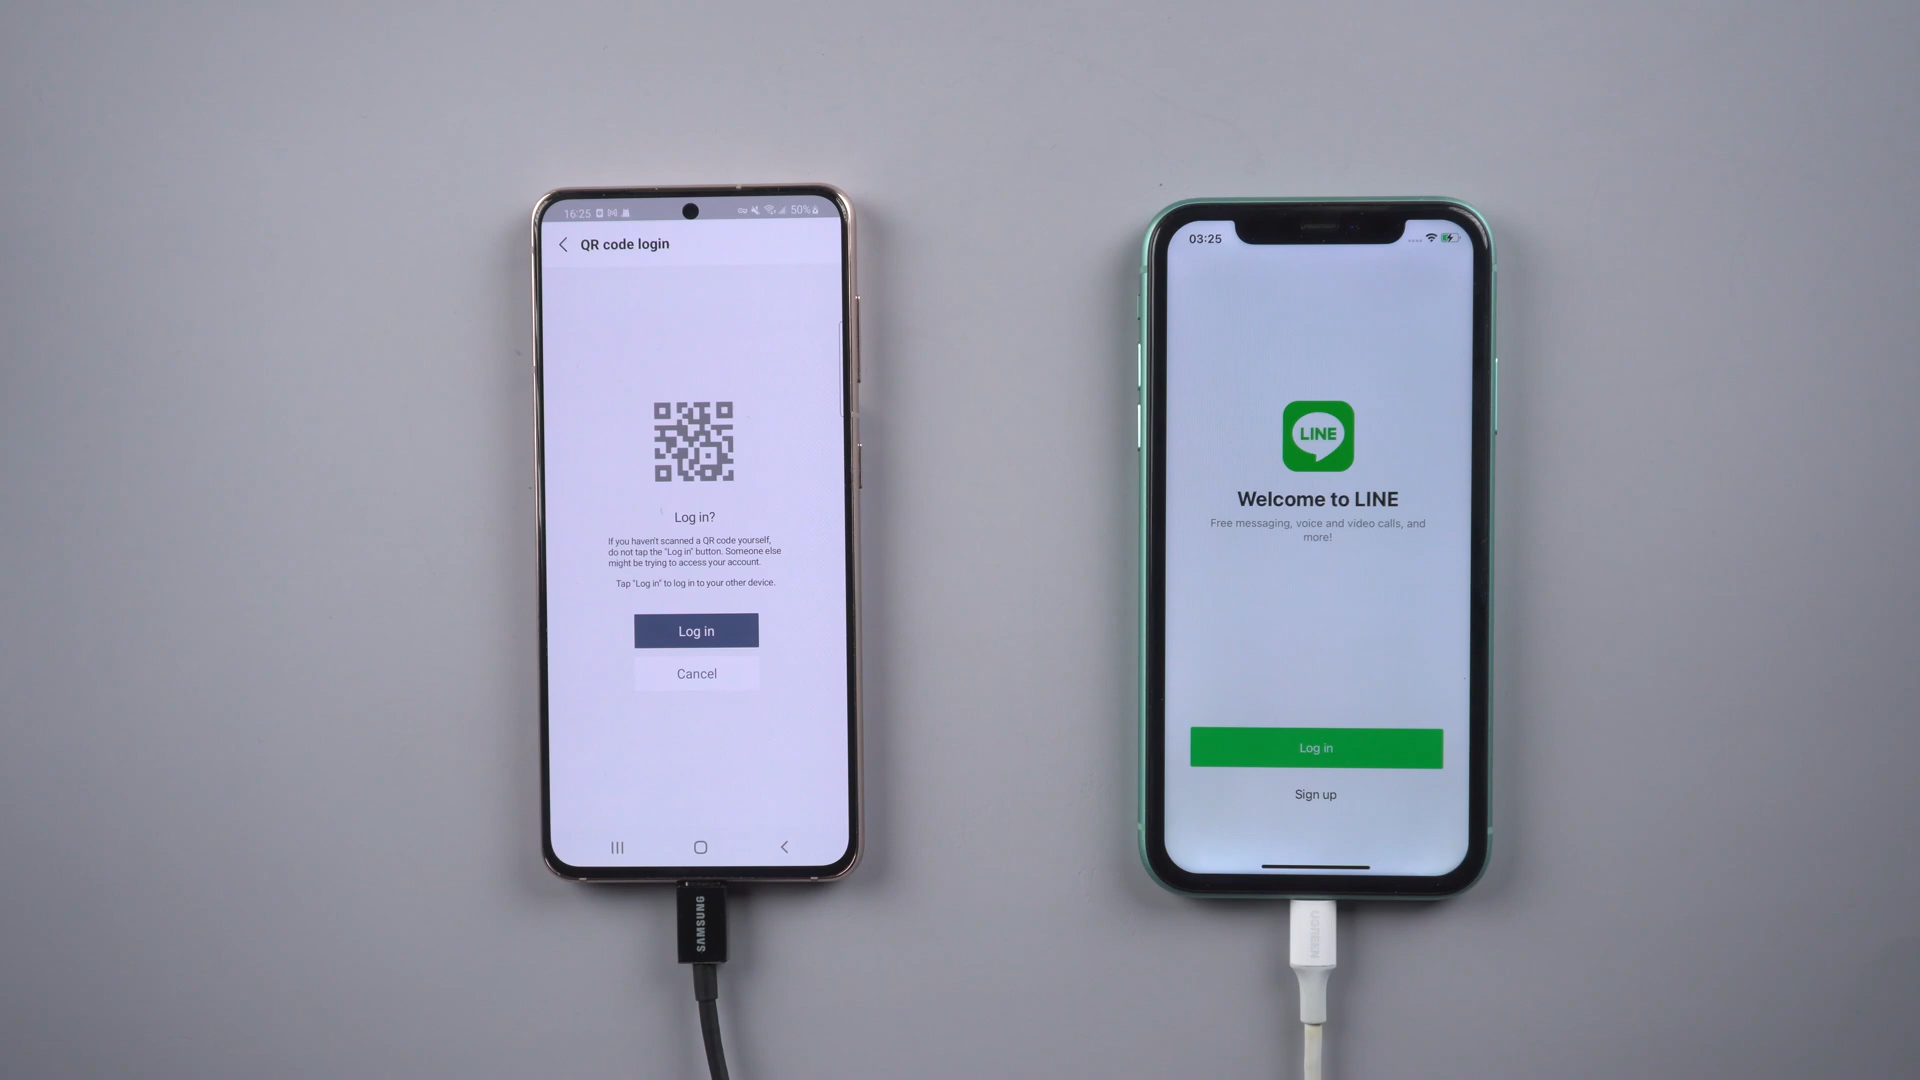 16:25
50%
QR code login
Log in?
If you haven't scanned a QR code yourself,
do not tap the "Log in" button. Someone else
might be trying to access your account.
Tap "Log in" to log in to your other device.
Log in
Cancel
SAMSUNG
03:25
LINE
Welcome to LINE
Free messaging, voice and video calls, and
more!
Log in
Sign up
UGREEN